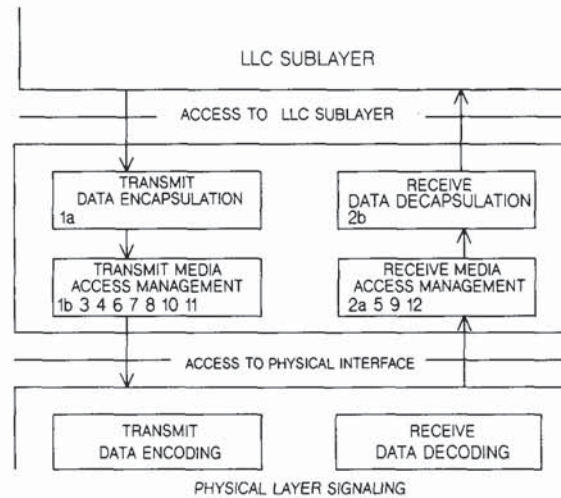 LLC SUBLAYER
ACCESS TO LLC SUBLAYER
TRANSMIT
DATA ENCAPSULATION
1a
RECEIVE
DATA DECAPSULATION
2b
TRANSMIT MEDIA
ACCESS MANAGEMENT
1b 3 4 6 7 8 10 11
RECEIVE MEDIA
ACCESS MANAGEMENT
2a 5 9 12
ACCESS TO PHYSICAL INTERFACE
TRANSMIT
DATA ENCODING
RECEIVE
DATA DECODING
PHYSICAL LAYER SIGNALING